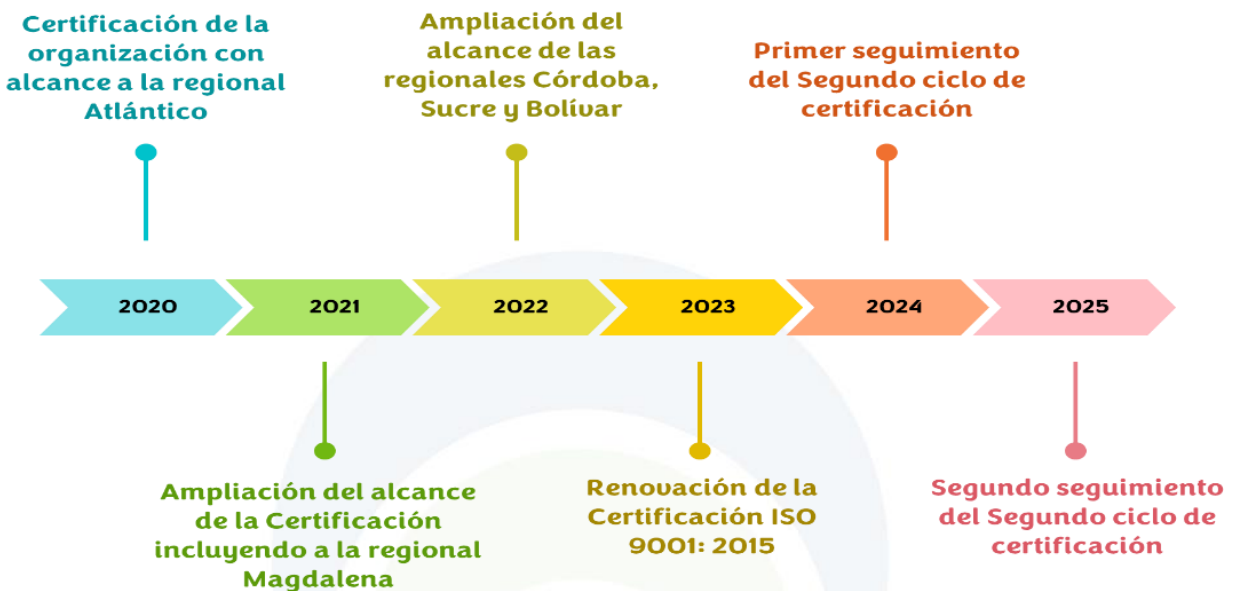 Certificación de la
organización con
alcance a la regional
Atlántico
Ampliación del
alcance de las
regionales Córdoba,
Sucre y Bolívar
Primer seguimiento
del Segundo ciclo de
certificación
2020
2021
2022
2023
2024
2025
Ampliación del alcance
de la Certificación
incluyendo a la regional
Magdalena
Renovación de la
Certificación ISO
9001: 2015
Segundo seguimiento
del Segundo ciclo de
certificación